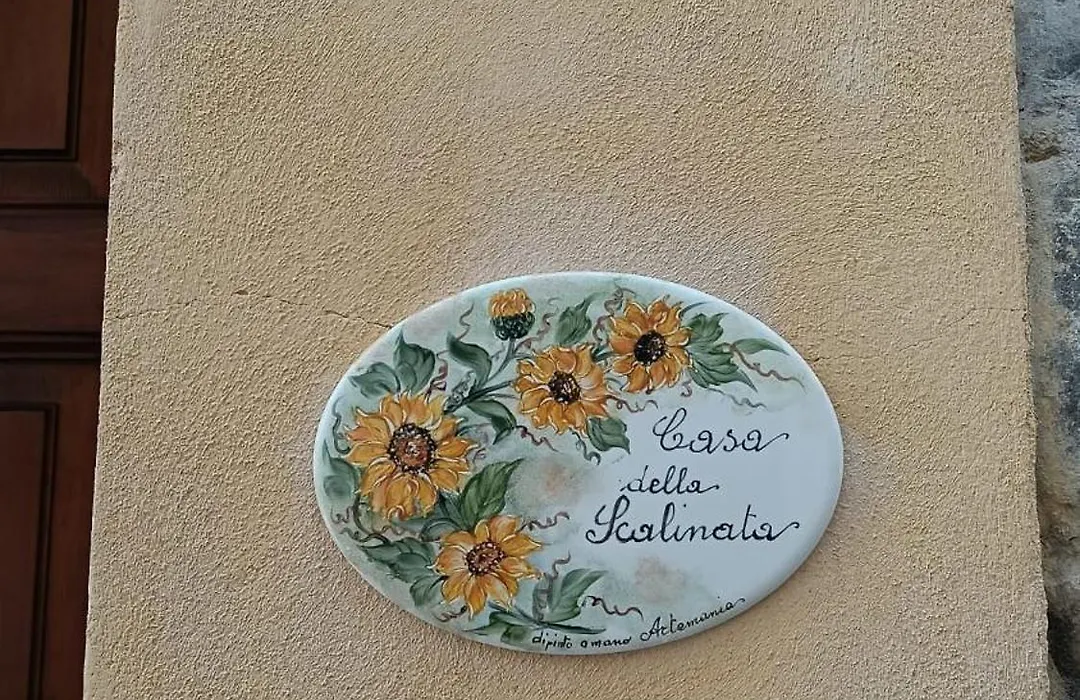 Casa
della
Scalinata
dipinto a mano Artemania